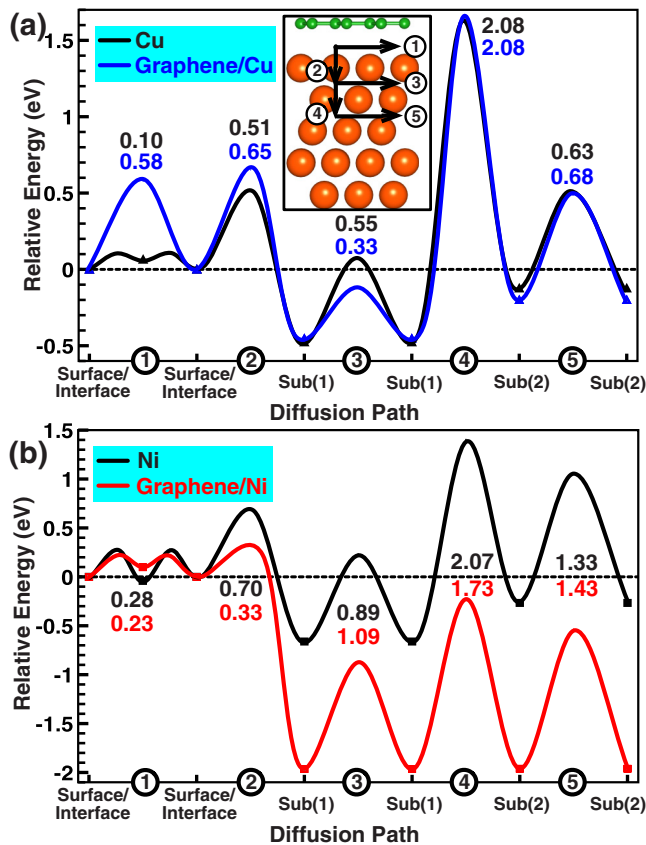 (a)
Cu
Graphene/Cu
Relative Energy (eV)
1.5
1
0.5
0
-0.5
0.10
0.58
0.51
0.65
0.55
0.33
2.08
2.08
0.63
0.68
1
2
3
4
5
Surface/
Interface
1
Surface/
Interface
2
Sub(1)
3
Sub(1)
4
Sub(2)
5
Sub(2)
Diffusion Path
(b)
Ni
Graphene/Ni
Relative Energy (eV)
1.5
1
0.5
0
-0.5
-1
-1.5
-2
0.28
0.23
0.70
0.33
0.89
1.09
2.07
1.73
1.33
1.43
Surface/
Interface
1
Surface/
Interface
2
Sub(1)
3
Sub(1)
4
Sub(2)
5
Sub(2)
Diffusion Path